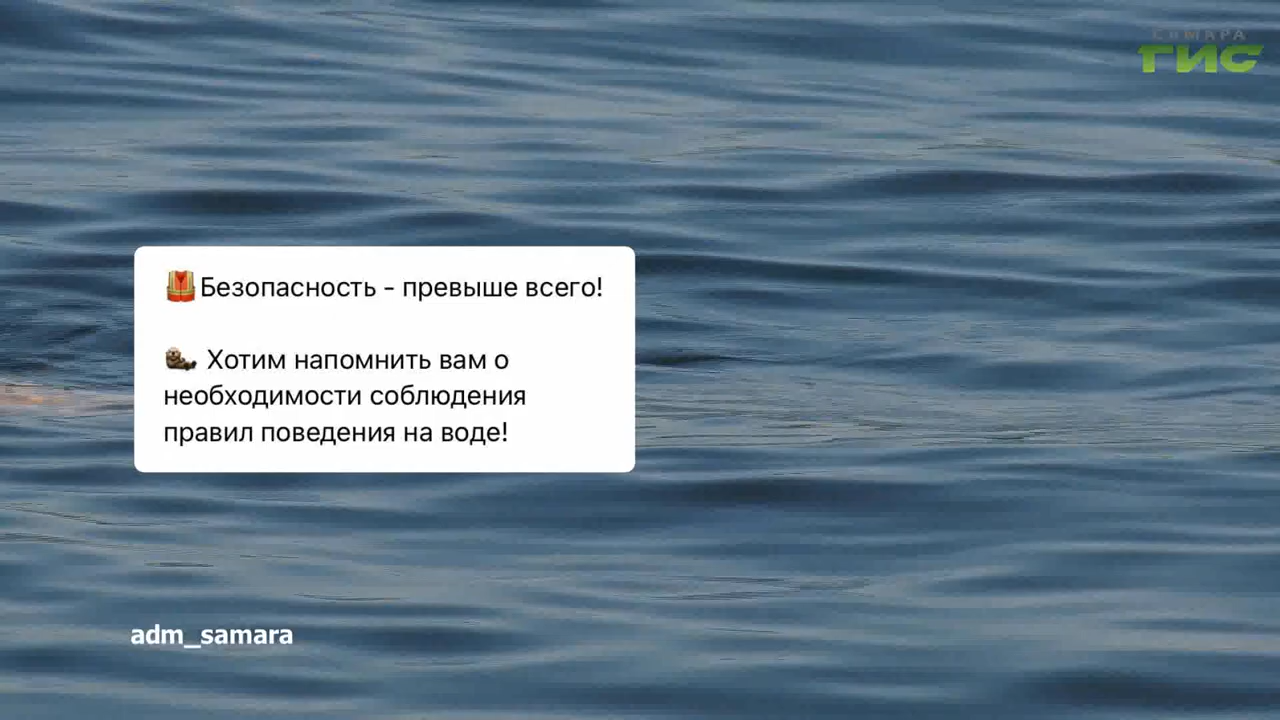 САМАРА
ГИС
🦺Безопасность - превыше всего!
🦦 Хотим напомнить вам о
необходимости соблюдения
правил поведения на воде!
adm_samara